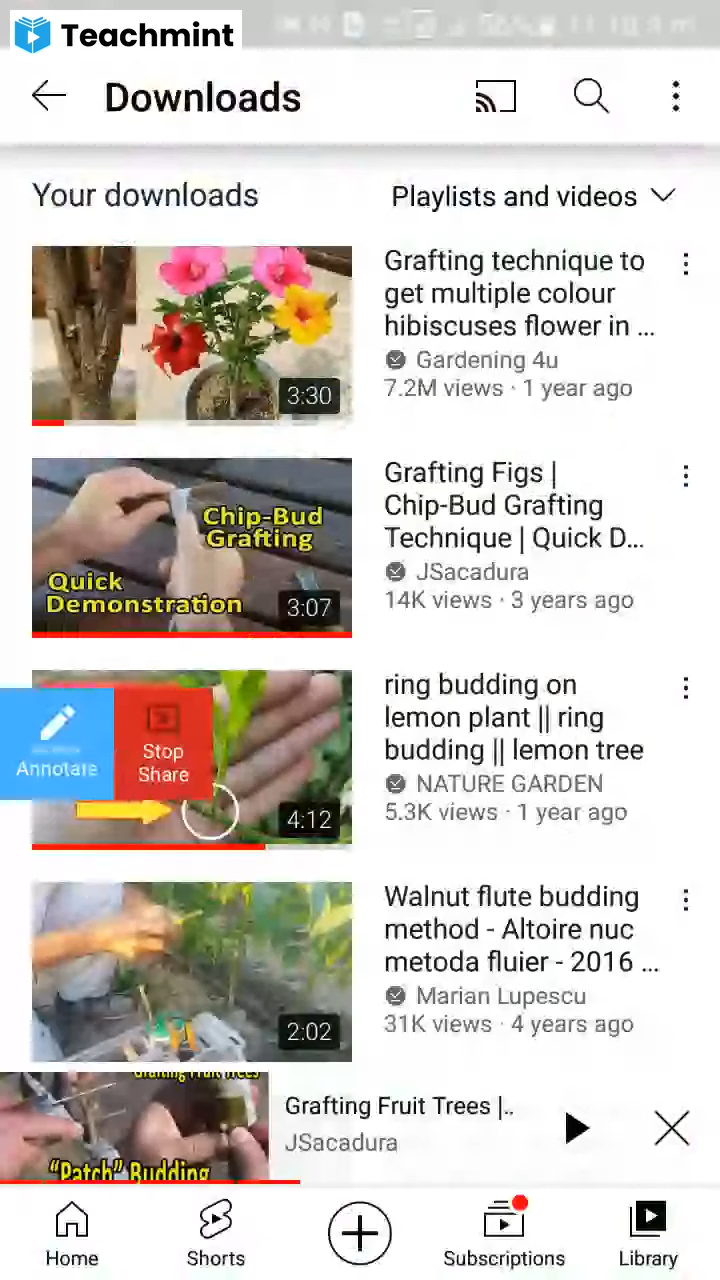 Teachmint
Downloads
Your downloads
Playlists and videos
Grafting technique to
get multiple colour
hibiscuses flower in ...
Gardening 4u
7.2M views · 1 year ago
3:30
Grafting Figs |
Chip-Bud Grafting
Technique | Quick D...
JSacadura
14K views · 3 years ago
Chip-Bud
Grafting
Quick
Demonstration
3:07
ring budding on
lemon plant || ring
budding || lemon tree
NATURE GARDEN
5.3K views · 1 year ago
Annotate
Stop
Share
4:12
Walnut flute budding
method - Altoire nuc
metoda fluier - 2016 ...
Marian Lupescu
31K views · 4 years ago
2:02
Grafting Fruit Trees
"Patch" Budding
Grafting Fruit Trees |..
JSacadura
Home
Shorts
Subscriptions
Library